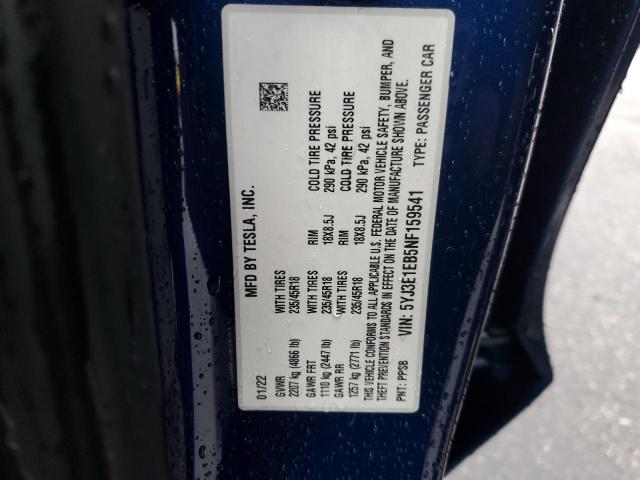 MFD BY TESLA, INC.
01/22
GVWR WITH TIRES RIM COLD TIRE PRESSURE
2207 kg (4866 lb) 235/45R18 18X8.5J 290 kPa, 42 psi
GAWR FRT WITH TIRES RIM COLD TIRE PRESSURE
1110 kg (2447 lb) 235/45R18 18X8.5J 290 kPa, 42 psi
GAWR RR WITH TIRES
1257 kg (2771 lb) 235/45R18
THIS VEHICLE CONFORMS TO ALL APPLICABLE U.S. FEDERAL MOTOR VEHICLE SAFETY, BUMPER, AND
THEFT PREVENTION STANDARDS IN EFFECT ON THE DATE OF MANUFACTURE SHOWN ABOVE.
VIN: 5YJ3E1EB5NF159541 TYPE: PASSENGER CAR
PNT: PPSB